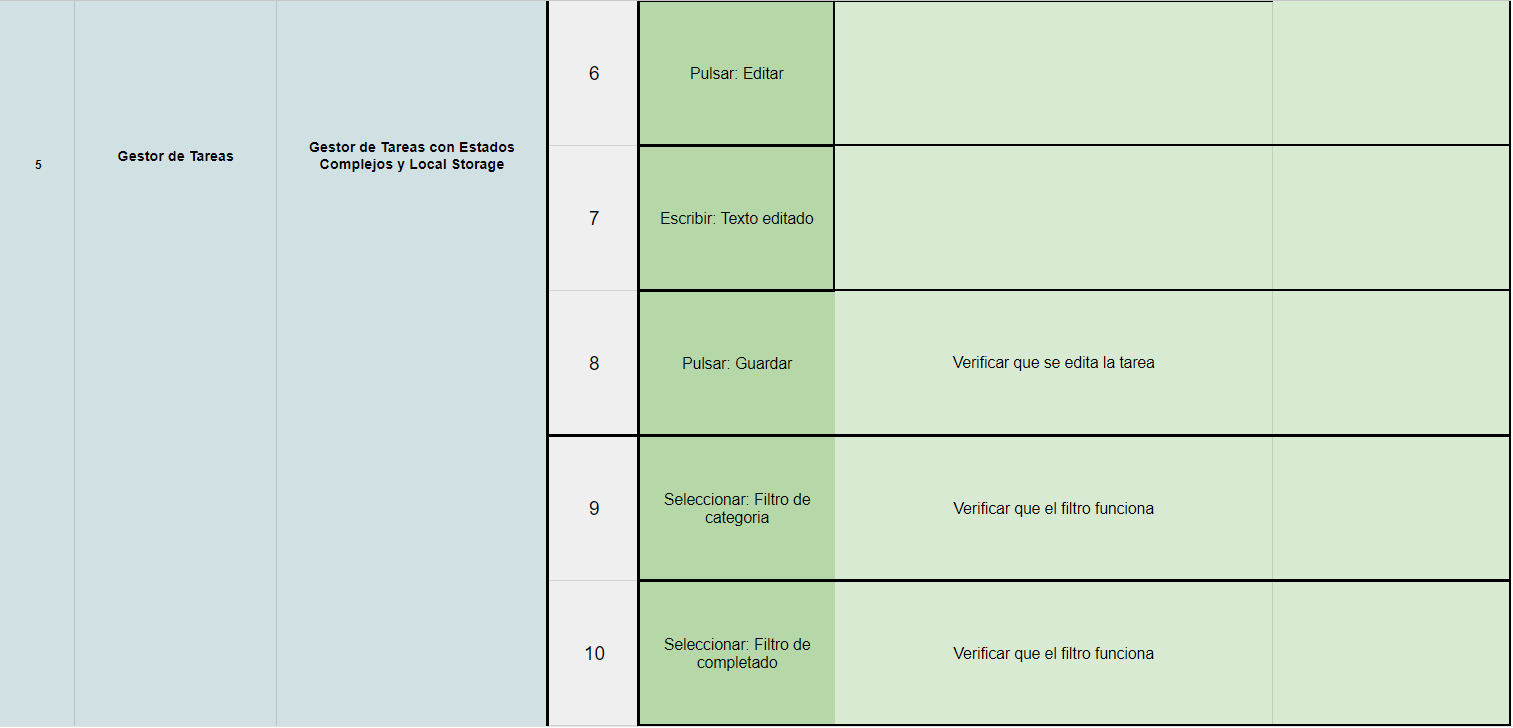 5
Gestor de Tareas
Gestor de Tareas con Estados
Complejos y Local Storage
6
Pulsar: Editar
7
Escribir: Texto editado
8
Pulsar: Guardar
Verificar que se edita la tarea
9
Seleccionar: Filtro de
categoria
Verificar que el filtro funciona
10
Seleccionar: Filtro de
completado
Verificar que el filtro funciona